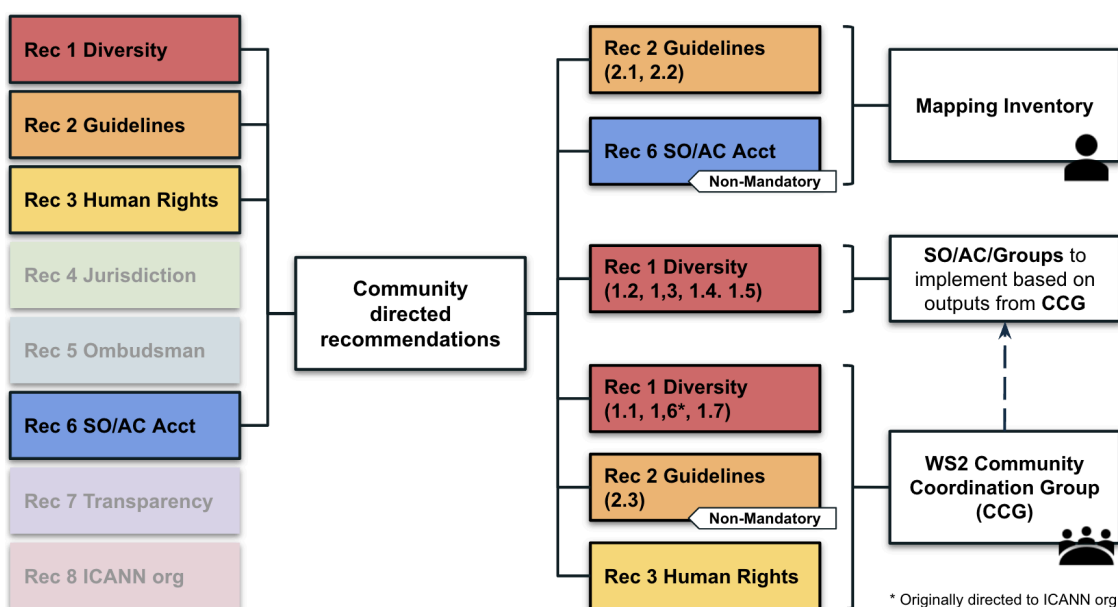 Rec 1 Diversity
Rec 2 Guidelines
Rec 3 Human Rights
Rec 4 Jurisdiction
Rec 5 Ombudsman
Rec 6 SO/AC Acct
Rec 7 Transparency
Rec 8 ICANN org
Community
directed
recommendations
Rec 2 Guidelines
(2.1, 2.2)
Rec 6 SO/AC Acct
Non-Mandatory
Rec 1 Diversity
(1.2, 1,3, 1.4. 1.5)
Rec 1 Diversity
(1.1, 1,6*, 1.7)
Rec 2 Guidelines
(2.3)
Non-Mandatory
Rec 3 Human Rights
Mapping Inventory
SO/AC/Groups to
implement based on
outputs from CCG
WS2 Community
Coordination Group
(CCG)
* Originally directed to ICANN org